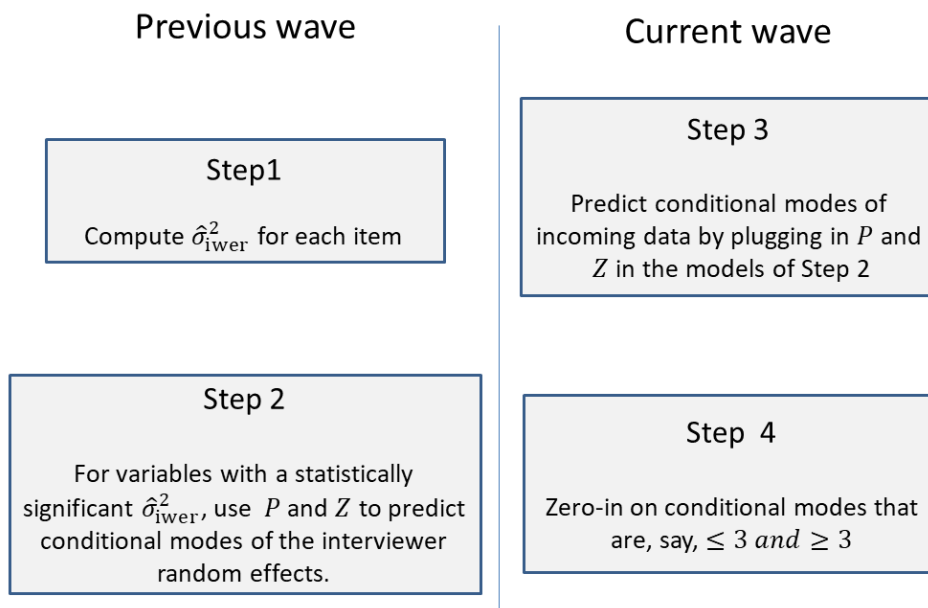 Previous wave
Step1
Compute σ̂²iwer for each item
Step 2
For variables with a statistically
significant σ̂²iwer, use P and Z to predict
conditional modes of the interviewer
random effects.
Current wave
Step 3
Predict conditional modes of
incoming data by plugging in P and
Z in the models of Step 2
Step 4
Zero-in on conditional modes that
are, say, ≤ 3 and ≥ 3